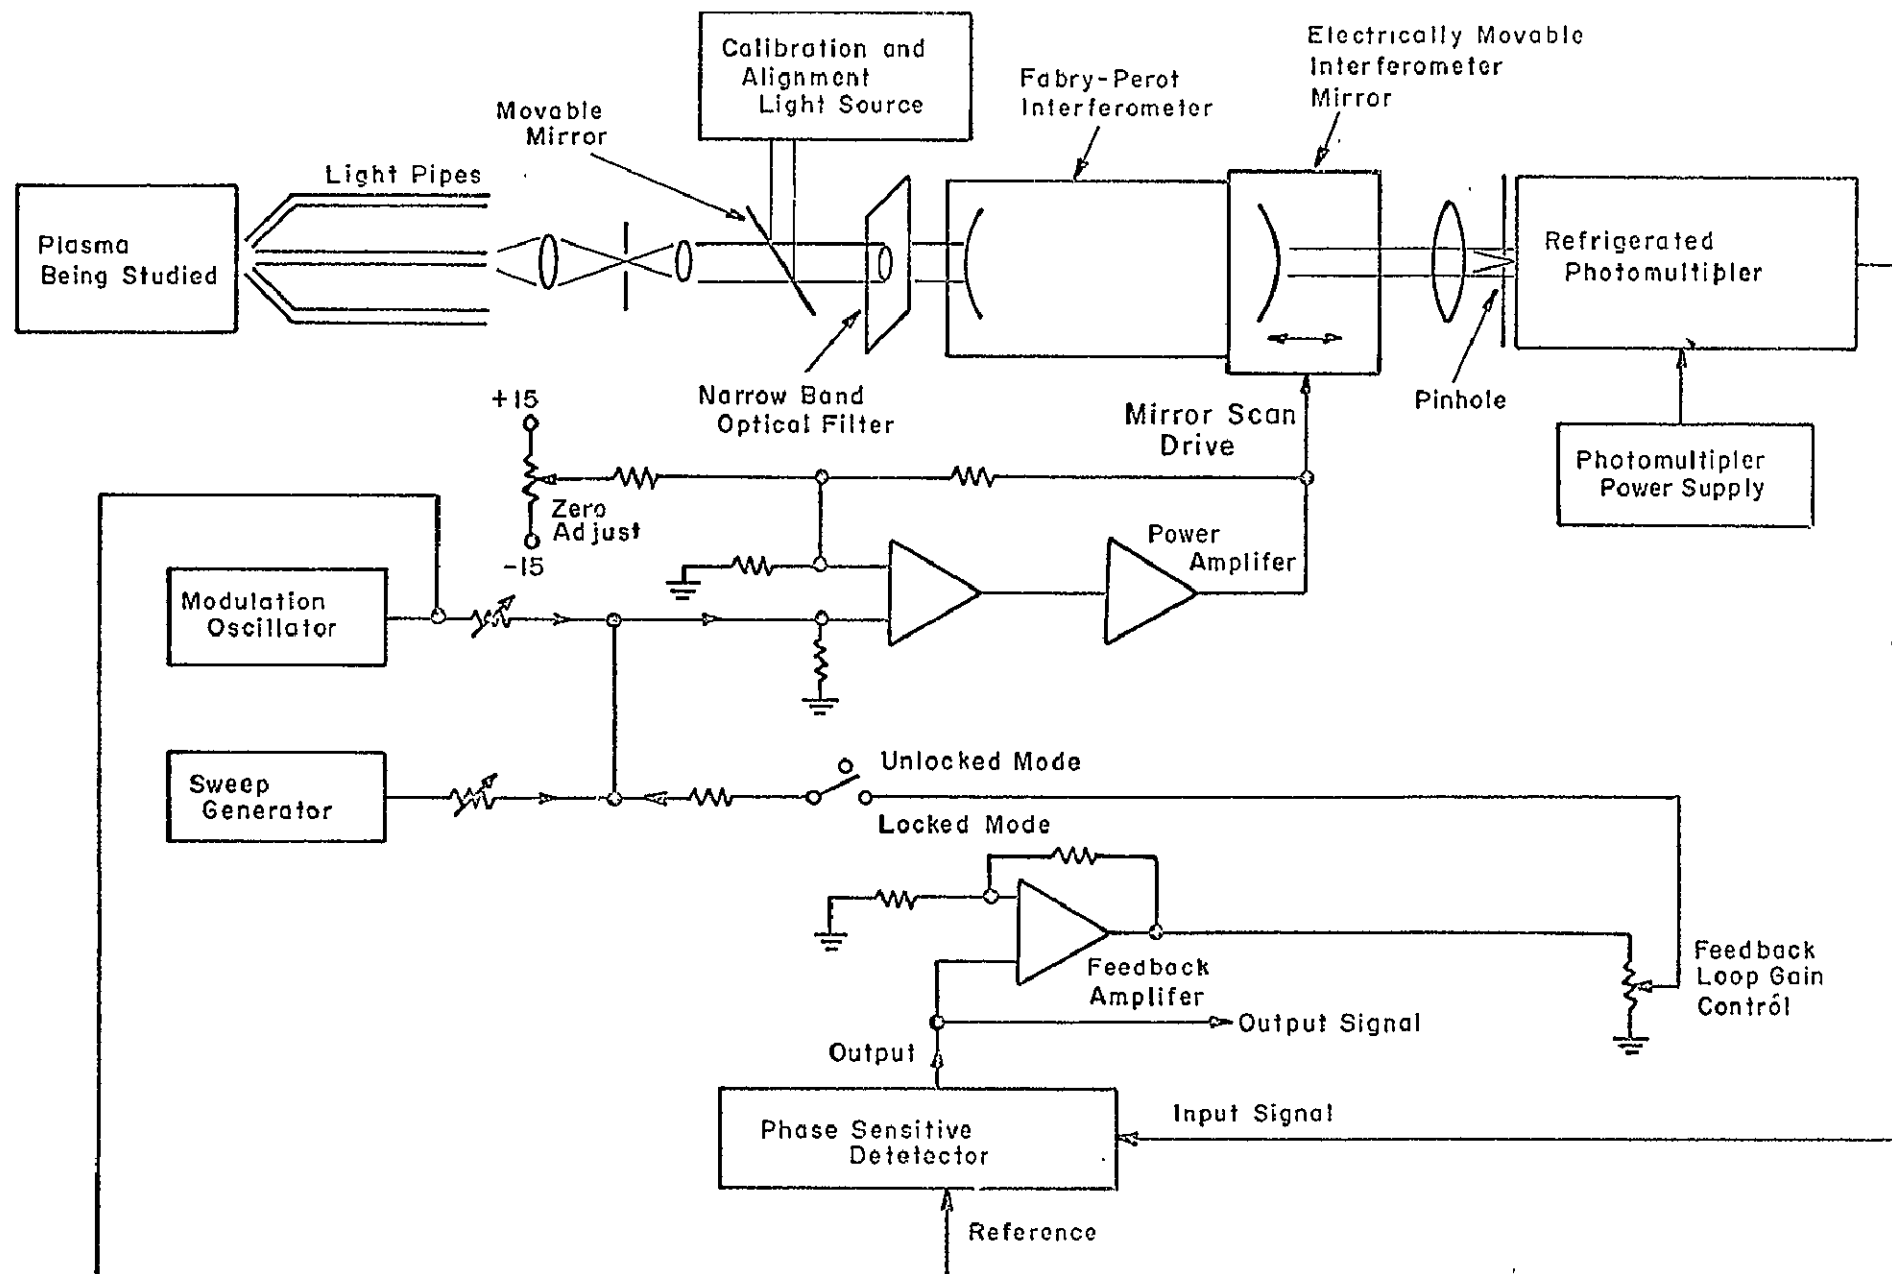 Calibration and
Alignment
Light Source
Electrically Movable
Interferometer
Mirror
Fabry-Perot
Interferometer
Movable
Mirror
Light Pipes
Plasma
Being Studied
Refrigerated
Photomultipler
Narrow Band
Optical Filter
Pinhole
Mirror Scan
Drive
Photomultipler
Power Supply
+15
Zero
Adjust
-15
Power
Amplifer
Modulation
Oscillator
Sweep
Generator
Unlocked Mode
Locked Mode
Feedback
Amplifer
Feedback
Loop Gain
Control
Output Signal
Output
Input Signal
Phase Sensitive
Detelector
Reference